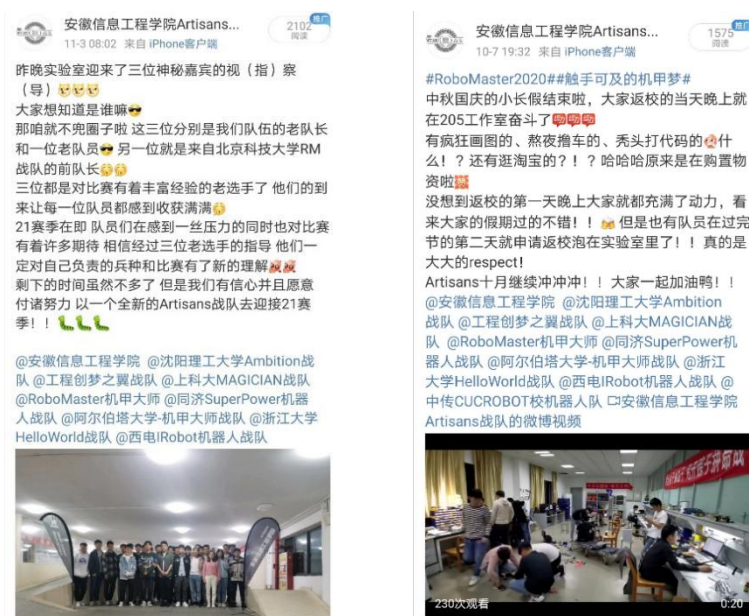 安徽信息工程学院Artisans...
11-3 08:02 来自 iPhone客户端
2102
阅读
推广
昨晚实验室迎来了三位神秘嘉宾的视（指）察
（导）
大家想知道是谁嘛
那咱就不兜圈子啦 这三位分别是我们队伍的老队长
和一位老队员 另一位就是来自北京科技大学RM
战队的前队长
三位都是对比赛有着丰富经验的老选手了 他们的到
来让每一位队员都感到收获满满
21赛季在即 队员们在感到一丝压力的同时也对比赛
有着许多期待 相信经过三位老选手的指导 他们一
定对自己负责的兵种和比赛有了新的理解
剩下的时间虽然不多了 但是我们有信心并且愿意
付诸努力 以一个全新的Artisans战队去迎接21赛
季！！
@安徽信息工程学院 @沈阳理工大学Ambition战
队 @工程创梦之翼战队 @上科大MAGICIAN战队
@RoboMaster机甲大师 @同济SuperPower机器
人战队 @阿尔伯塔大学-机甲大师战队 @浙江大学
HelloWorld战队 @西电IRobot机器人战队
安徽信息工程学院Artisans...
10-7 19:32 来自 iPhone客户端
1575
阅读
推广
#RoboMaster2020##触手可及的机甲梦#
中秋国庆的小长假结束啦，大家返校的当天晚上就
在205工作室奋斗了
有疯狂画图的、熬夜撸车的、秃头打代码的 什
么！？还有逛淘宝的？！？哈哈哈原来是在购置物
资啦
没想到返校的第一天晚上大家就都充满了动力，看
来大家的假期过的不错！！ 但是也有队员在过完
节的第二天就申请返校泡在实验室里了！！真的是
大大的respect！
Artisans十月继续冲冲冲！！大家一起加油鸭！！
@安徽信息工程学院 @沈阳理工大学Ambition
战队 @工程创梦之翼战队 @上科大MAGICIAN战
队 @RoboMaster机甲大师 @同济SuperPower机
器人战队 @阿尔伯塔大学-机甲大师战队 @浙江
大学HelloWorld战队 @西电IRobot机器人战队 @
中传CUCROBOT校机器人队 安徽信息工程学院
Artisans战队的微博视频
230次观看
0:20